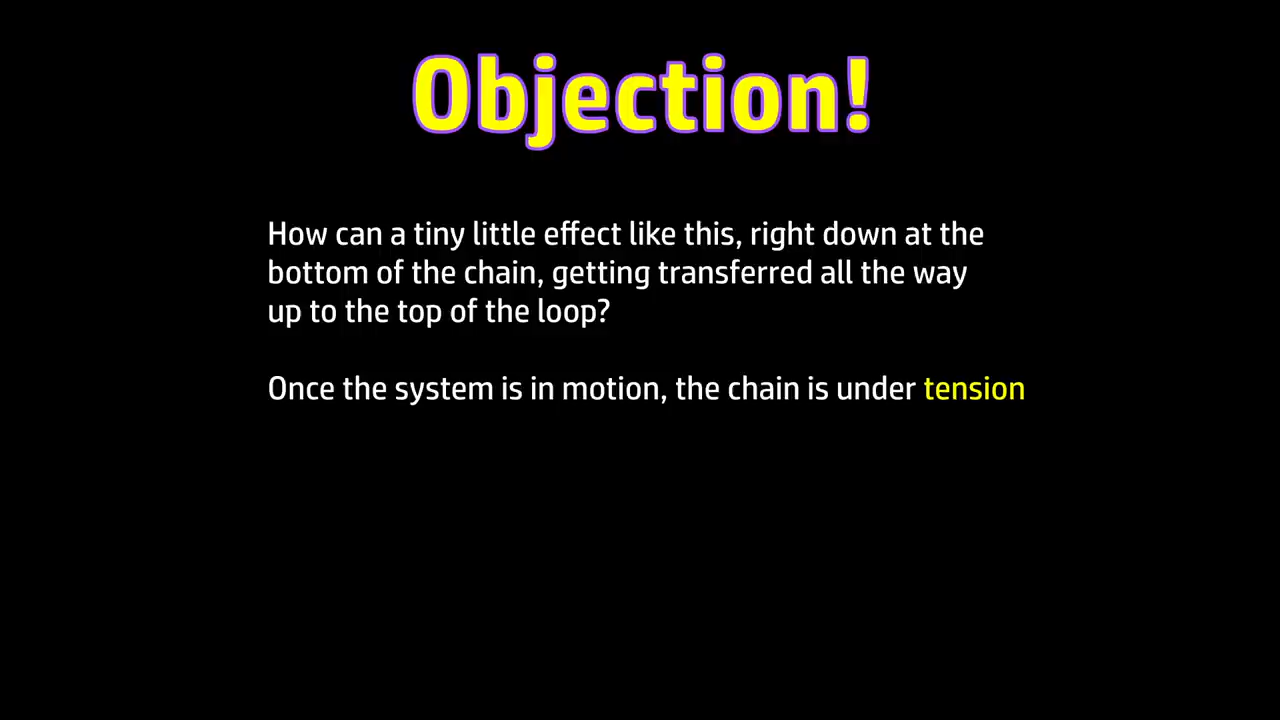 Objection!
How can a tiny little effect like this, right down at the
bottom of the chain, getting transferred all the way
up to the top of the loop?
Once the system is in motion, the chain is under tension